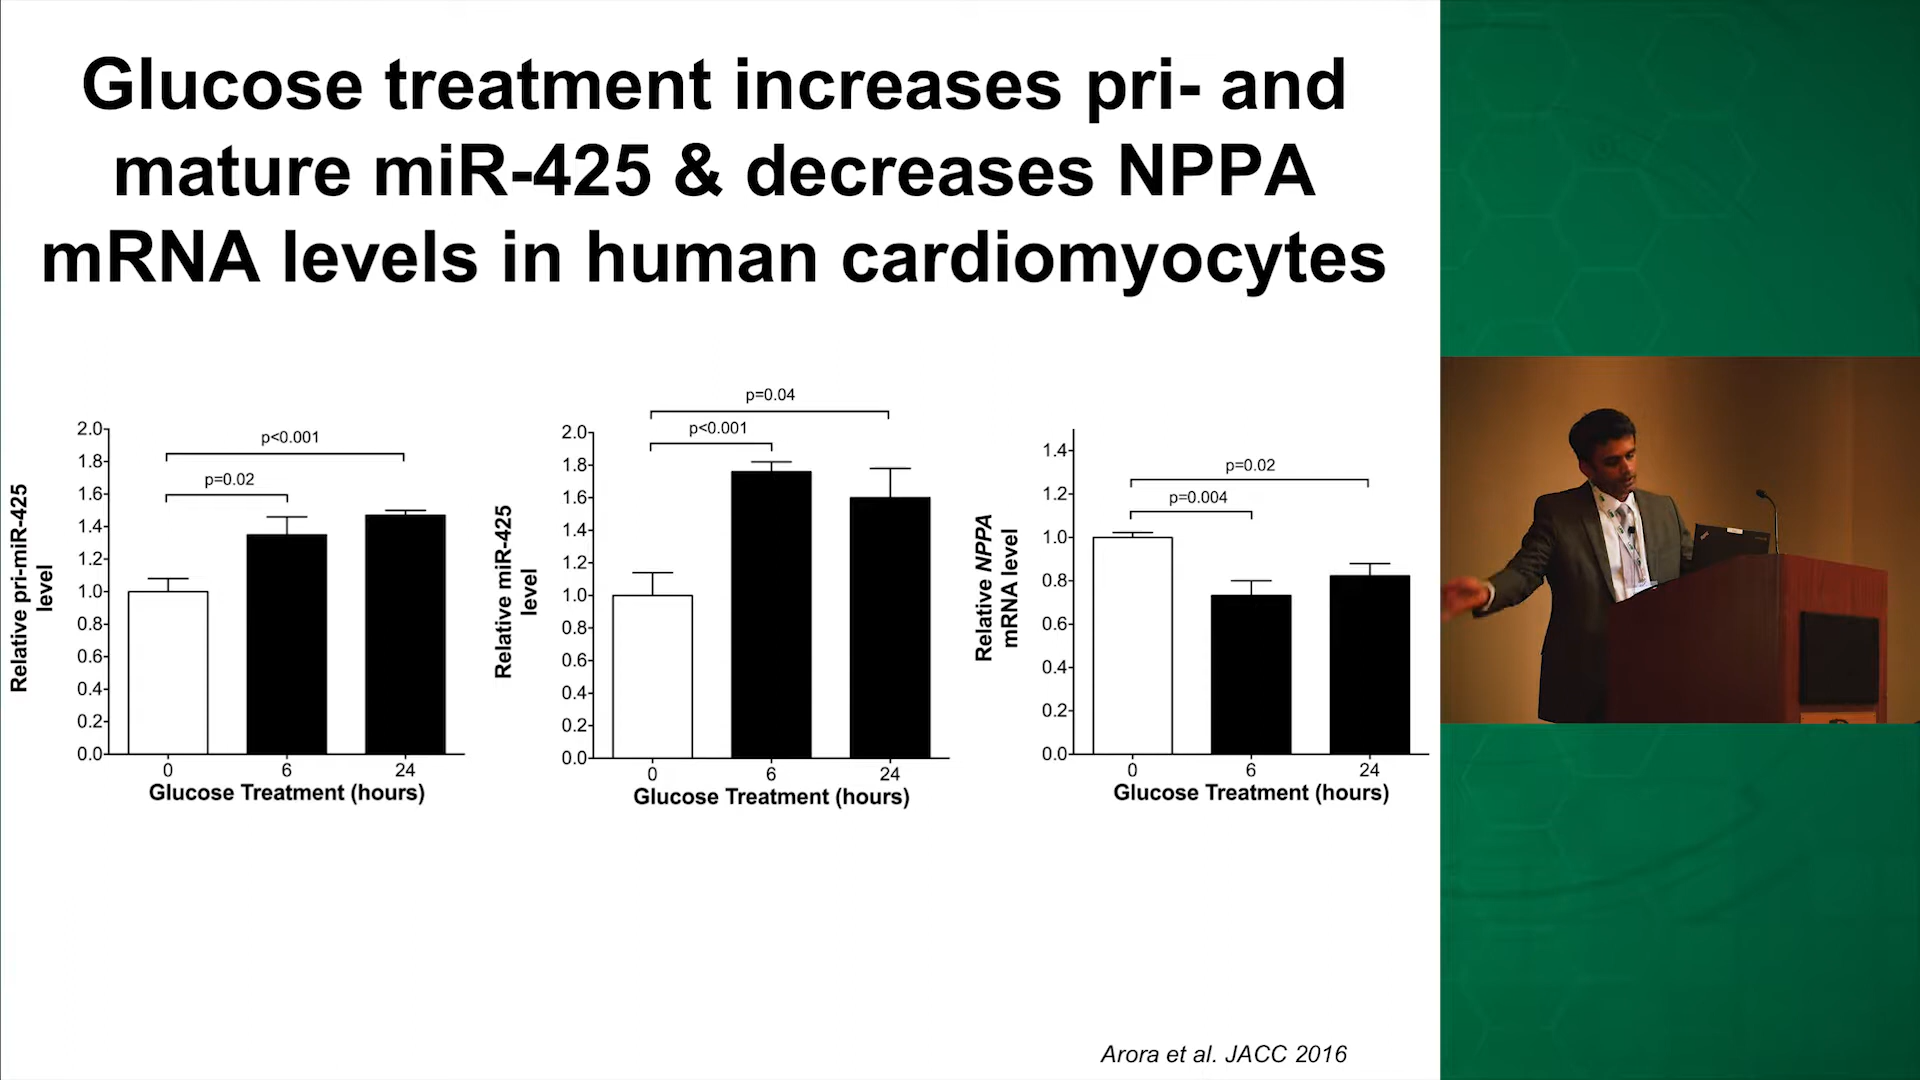 Glucose treatment increases pri- and
mature miR-425 & decreases NPPA
mRNA levels in human cardiomyocytes
Relative pri-miR-425
level
2.0
1.8
1.6
1.4
1.2
1.0
0.8
0.6
0.4
0.2
0.0
p<0.001
p=0.02
0 6 24
Glucose Treatment (hours)
Relative miR-425
level
2.0
1.8
1.6
1.4
1.2
1.0
0.8
0.6
0.4
0.2
0.0
p=0.04
p<0.001
0 6 24
Glucose Treatment (hours)
Relative NPPA
mRNA level
1.4
1.2
1.0
0.8
0.6
0.4
0.2
0.0
p=0.02
p=0.004
0 6 24
Glucose Treatment (hours)
Arora et al. JACC 2016